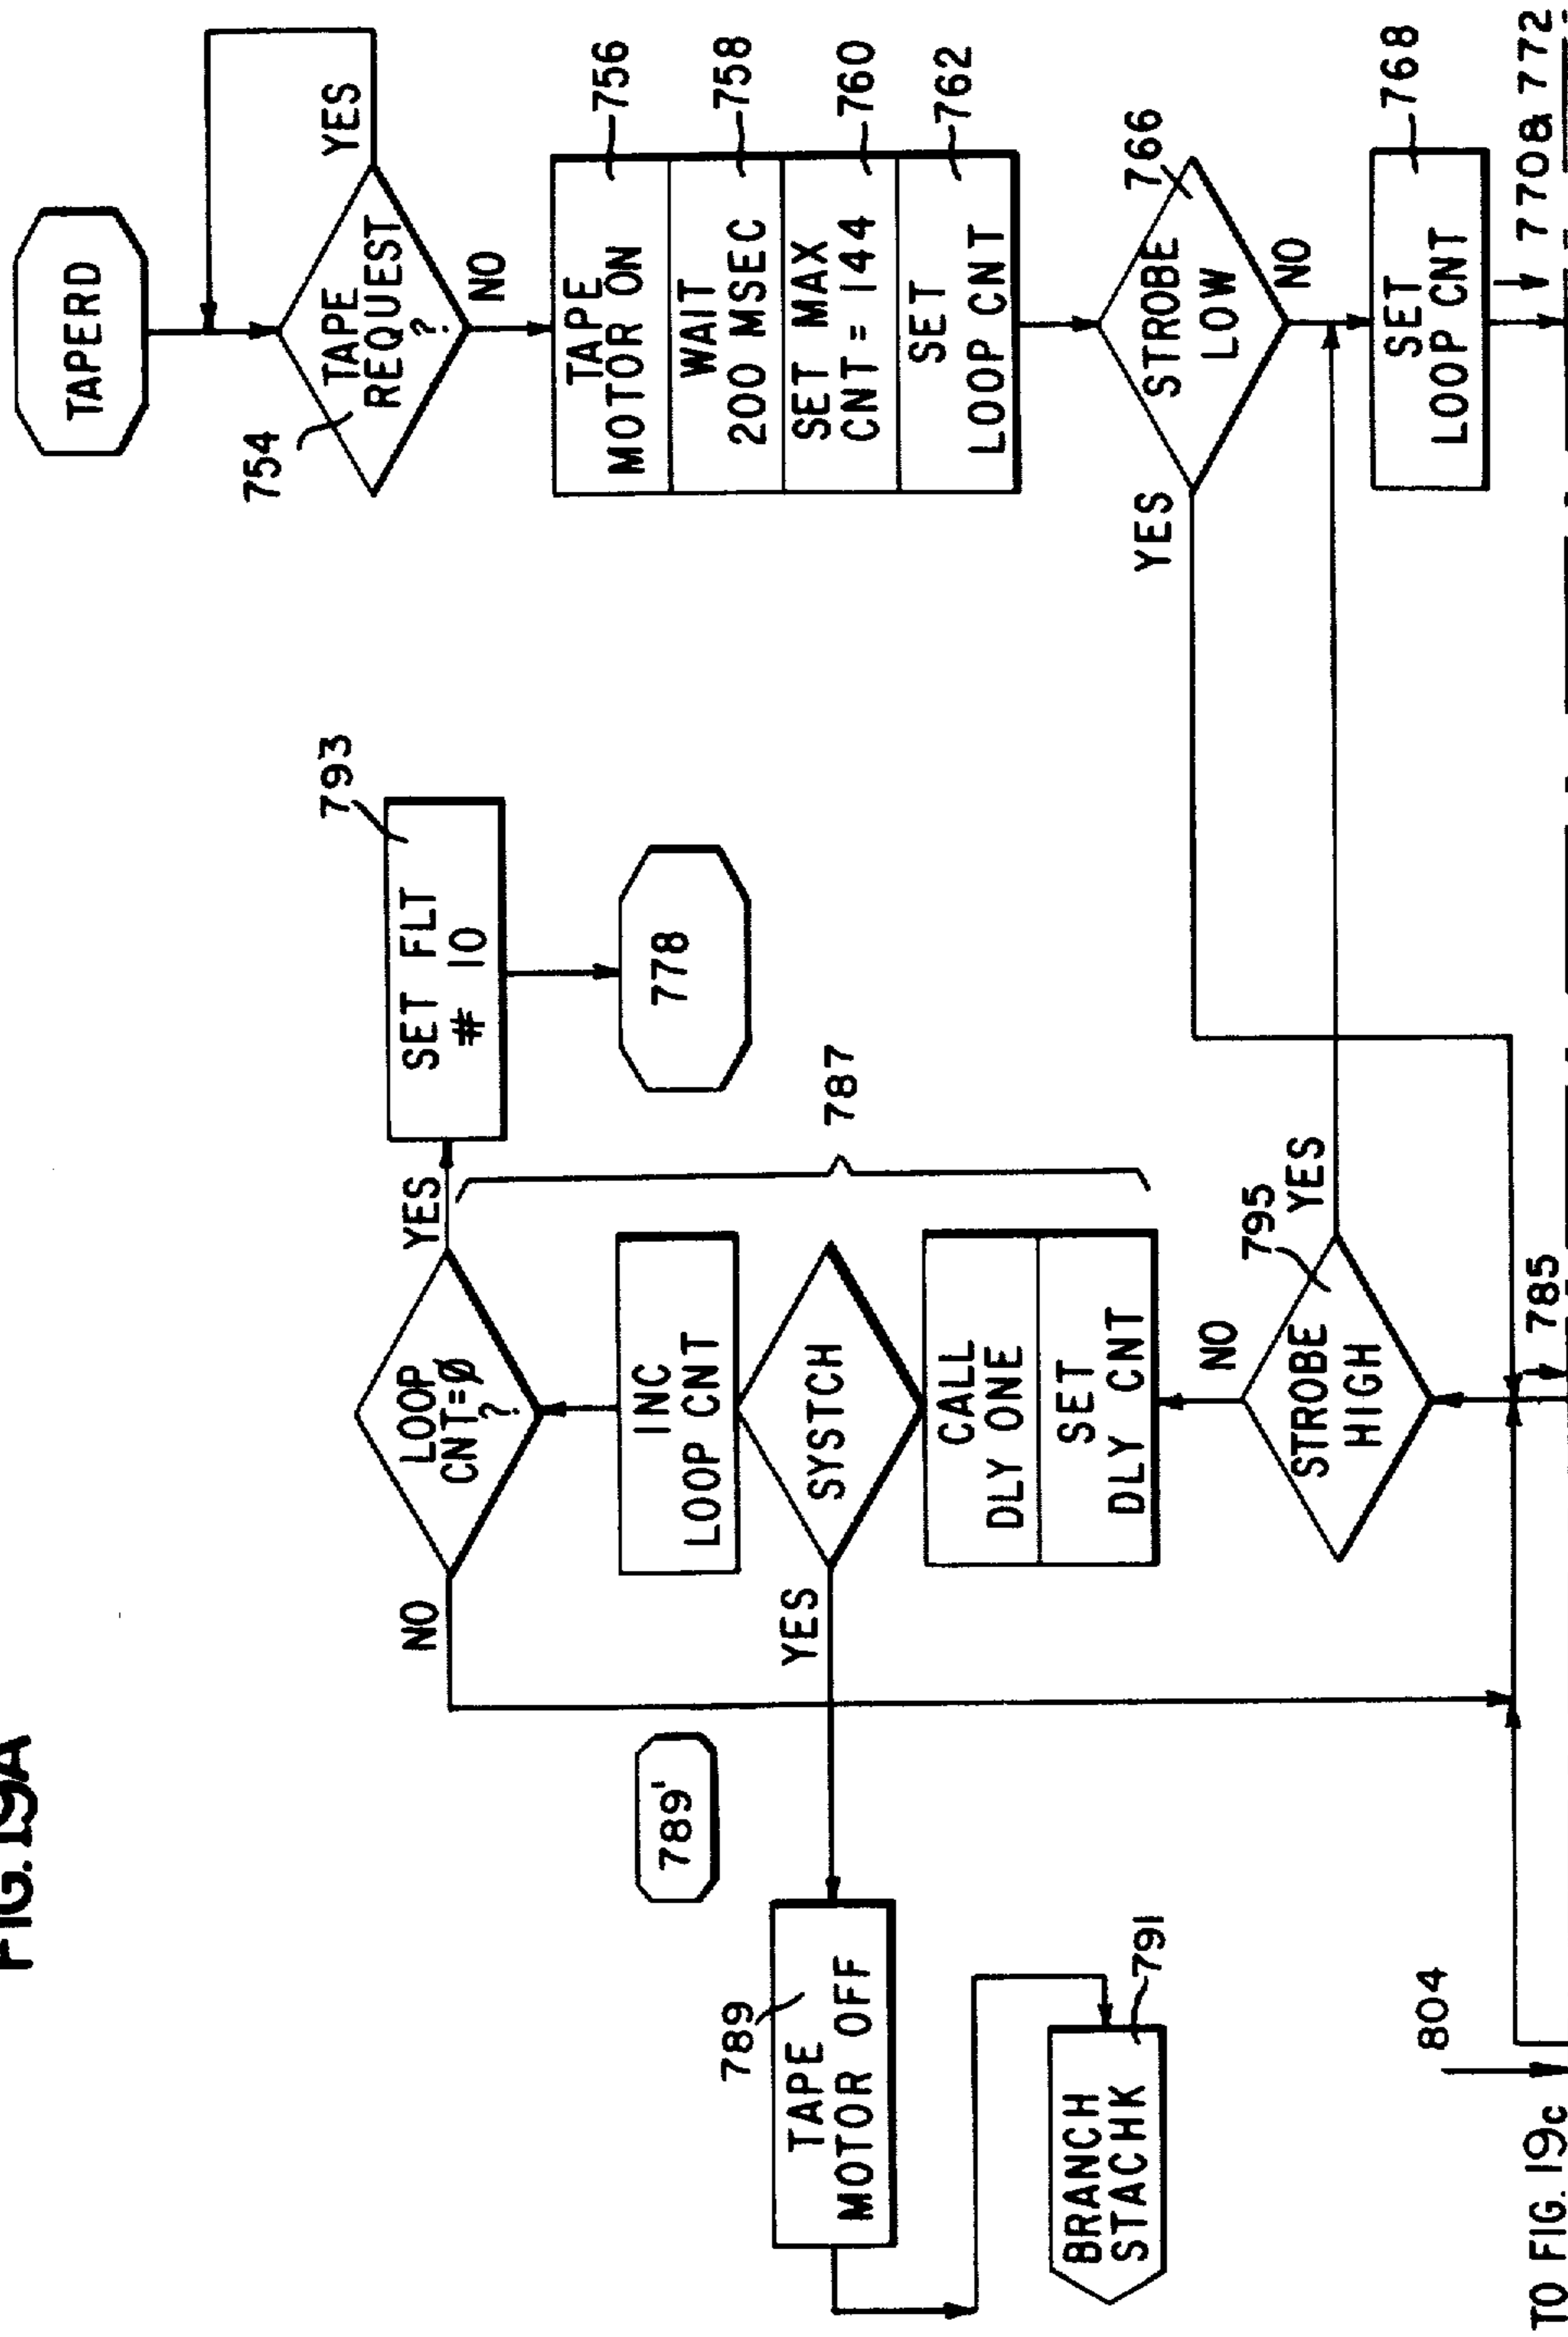 FIG. 19A
TAPERD
754
TAPE
REQUEST
?
YES
NO
TAPE
MOTOR ON
756
WAIT
200 MSEC
758
SET MAX
CNT = 144
760
SET
LOOP CNT
762
STROBE
LOW
766
YES
NO
SET
LOOP CNT
768
770 & 772
SET FLT
# 10
793
778
LOOP
CNT=Ø
?
YES
NO
INC
LOOP CNT
SYSTCH
YES
787
CALL
DLY ONE
SET
DLY CNT
NO
STROBE
HIGH
795
YES
785
789'
TAPE
MOTOR OFF
789
BRANCH
STACHK
791
804
TO FIG. 19c